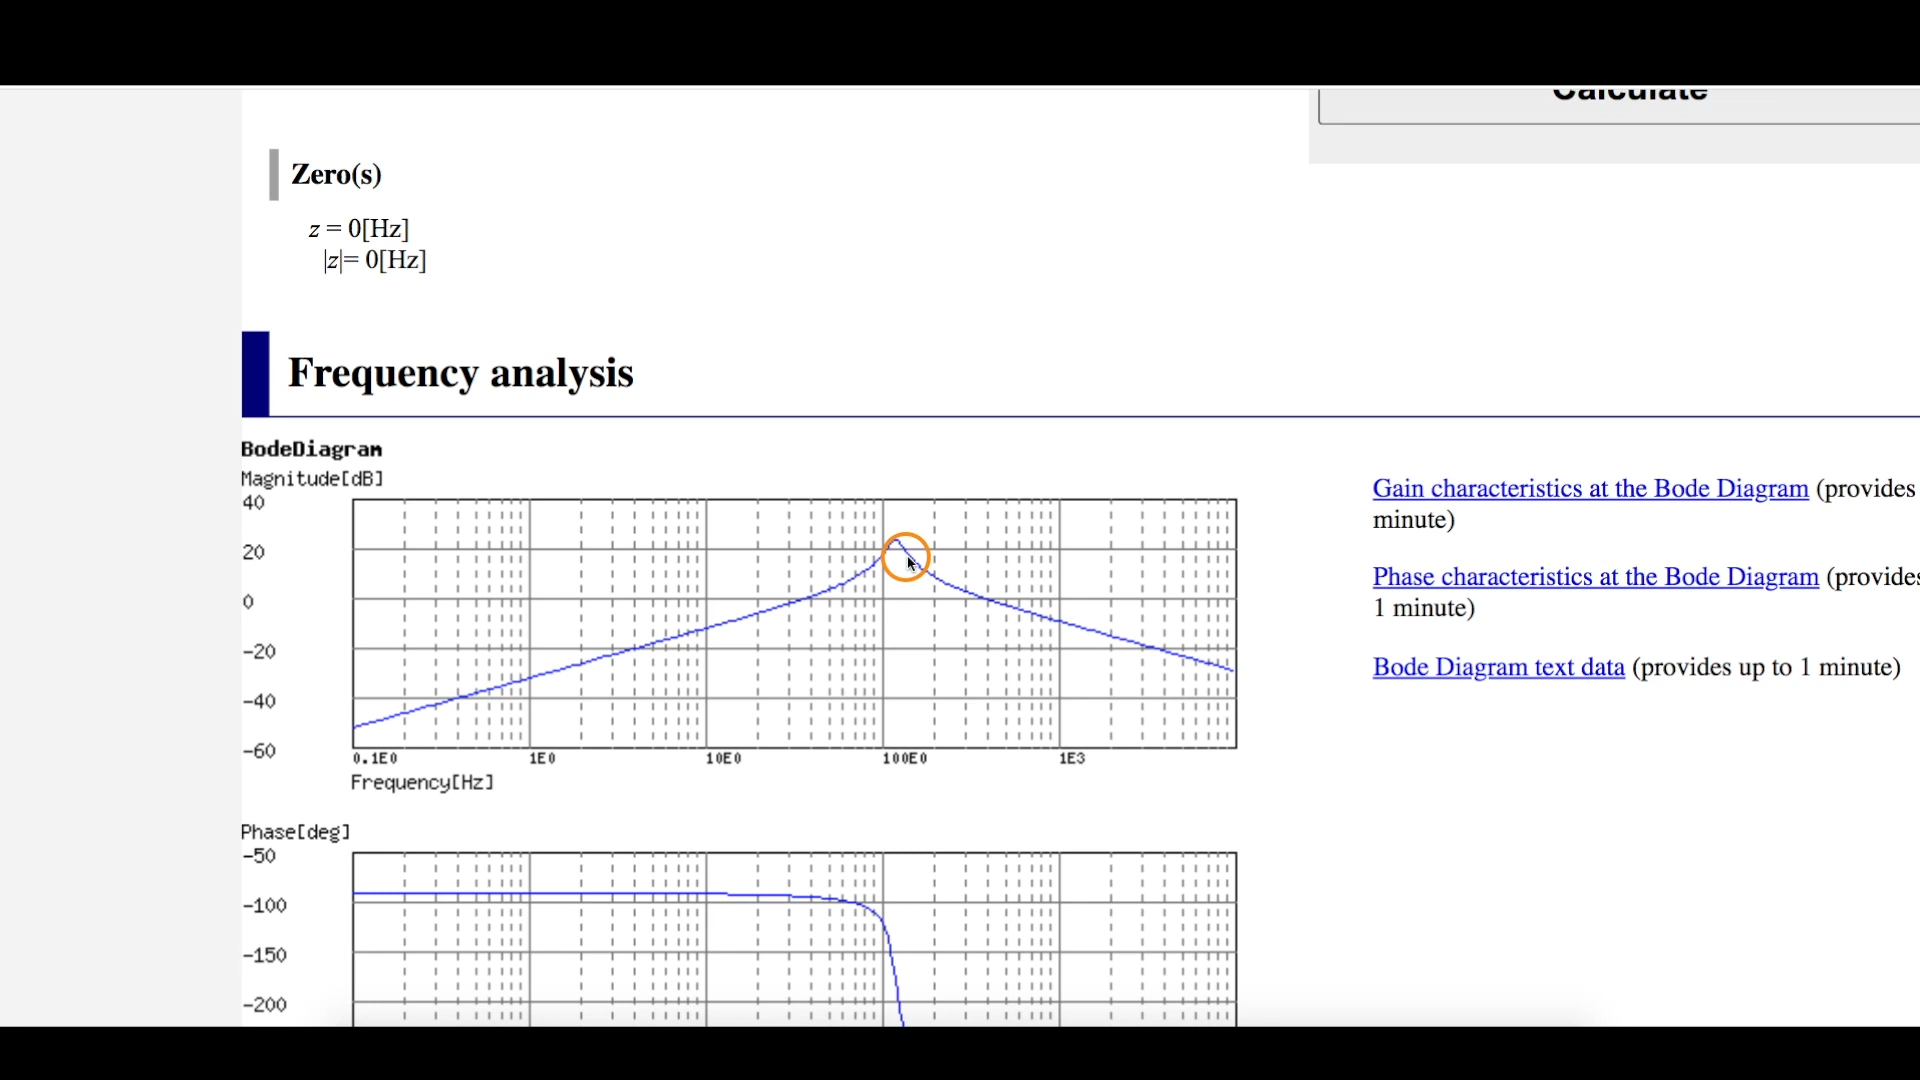 Calculate
Zero(s)
z = 0[Hz]
|z|= 0[Hz]
Frequency analysis
BodeDiagram
Magnitude[dB]
40
20
0
-20
-40
-60
0.1E0 1E0 10E0 100E0 1E3
Frequency[Hz]
Phase[deg]
-50
-100
-150
-200
Gain characteristics at the Bode Diagram (provides
minute)
Phase characteristics at the Bode Diagram (provides
1 minute)
Bode Diagram text data (provides up to 1 minute)